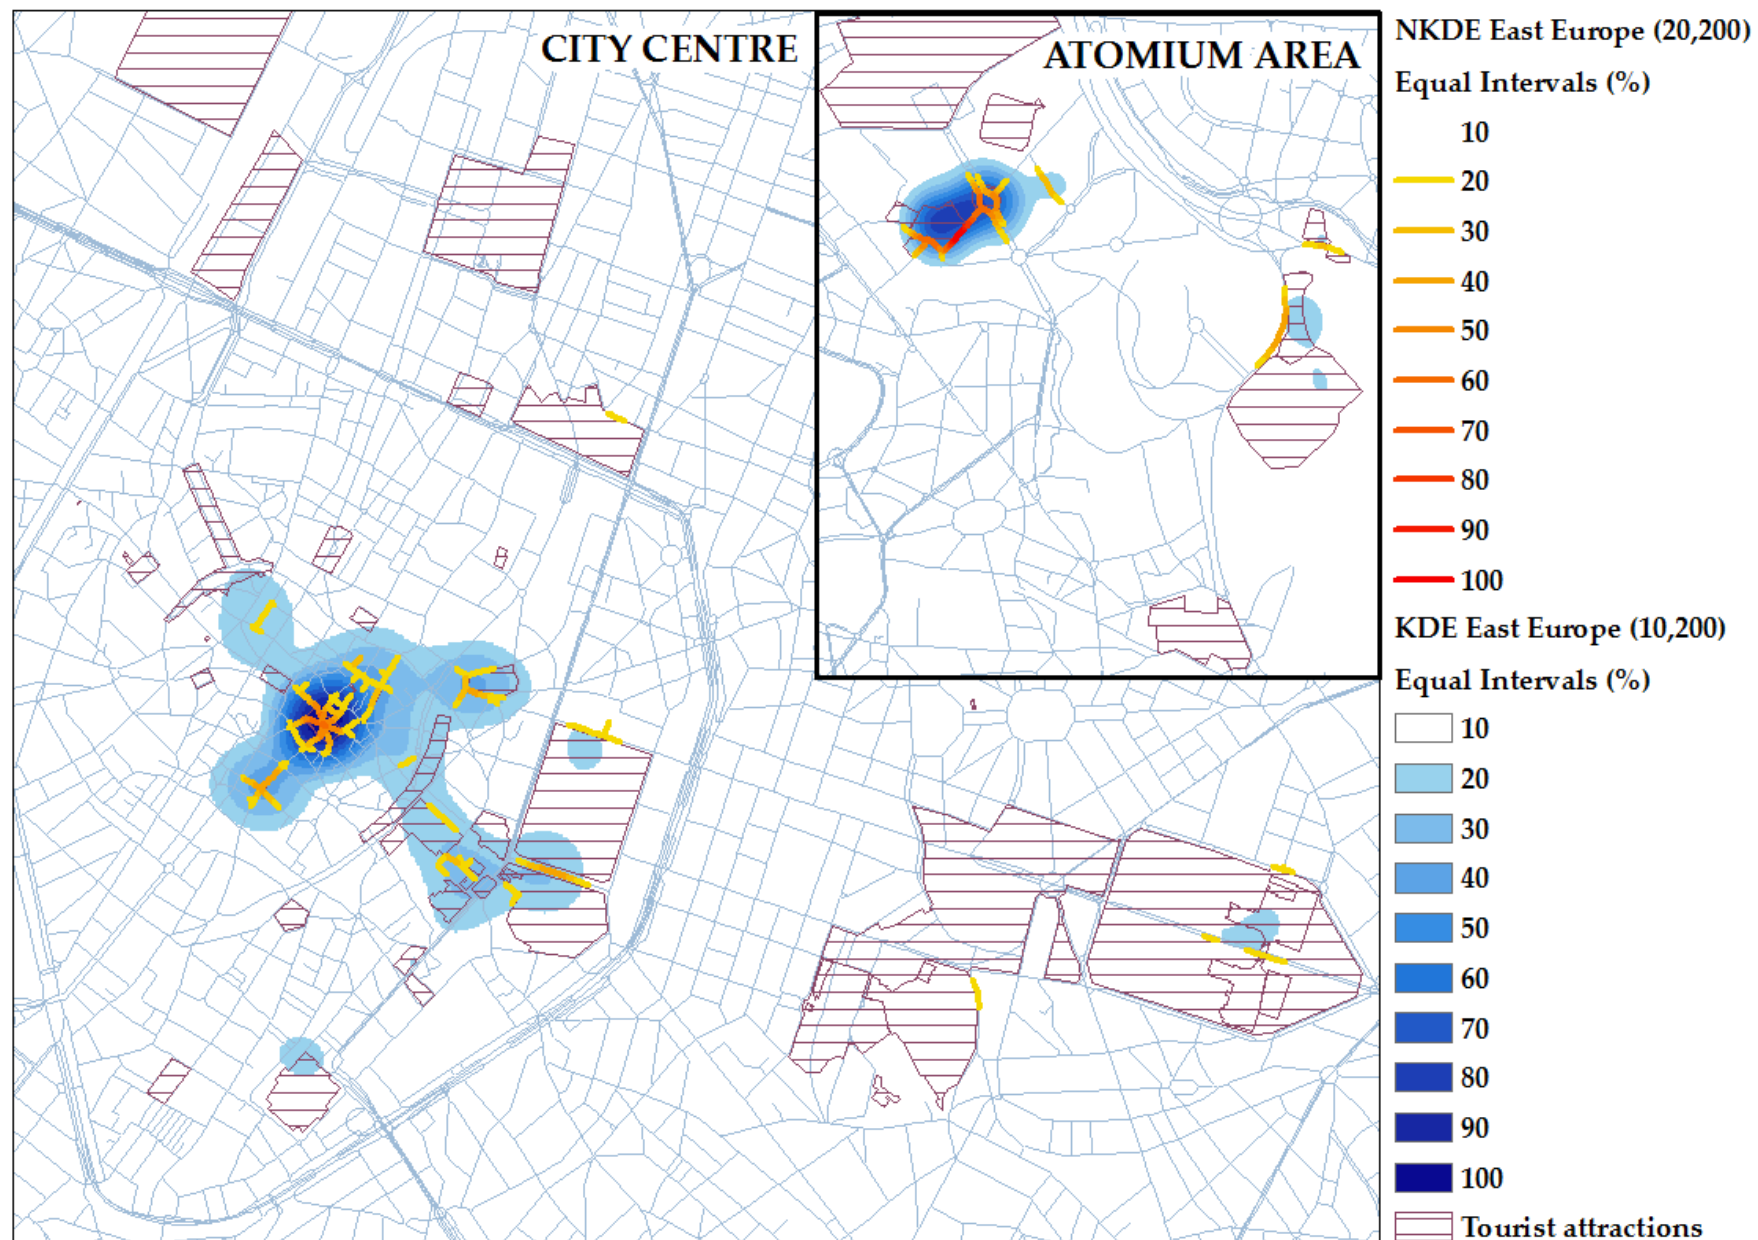 CITY CENTRE
ATOMIUM AREA
NKDE East Europe (20,200)
Equal Intervals (%)
10
20
30
40
50
60
70
80
90
100
KDE East Europe (10,200)
Equal Intervals (%)
10
20
30
40
50
60
70
80
90
100
Tourist attractions